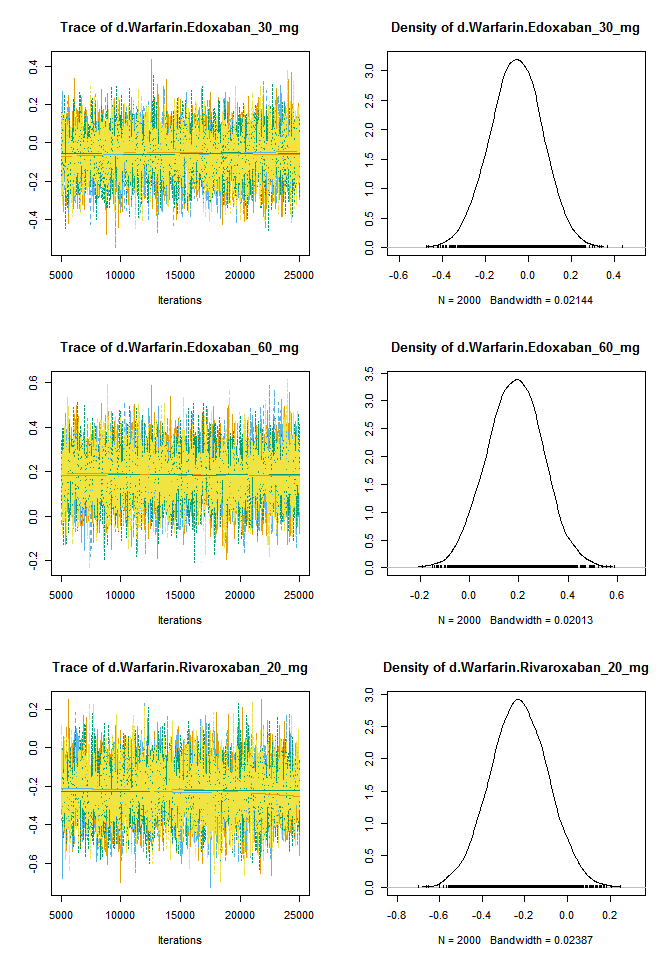 Trace of d.Warfarin.Edoxaban_30_mg
0.4
0.2
0.0
-0.2
-0.4
5000 10000 15000 20000 25000
Iterations
Density of d.Warfarin.Edoxaban_30_mg
3.0
2.5
2.0
1.5
1.0
0.5
0.0
-0.6 -0.4 -0.2 0.0 0.2 0.4
N = 2000 Bandwidth = 0.02144
Trace of d.Warfarin.Edoxaban_60_mg
0.6
0.4
0.2
0.0
-0.2
5000 10000 15000 20000 25000
Iterations
Density of d.Warfarin.Edoxaban_60_mg
3.5
3.0
2.5
2.0
1.5
1.0
0.5
0.0
-0.2 0.0 0.2 0.4 0.6
N = 2000 Bandwidth = 0.02013
Trace of d.Warfarin.Rivaroxaban_20_mg
0.2
0.0
-0.2
-0.4
-0.6
5000 10000 15000 20000 25000
Iterations
Density of d.Warfarin.Rivaroxaban_20_mg
3.0
2.5
2.0
1.5
1.0
0.5
0.0
-0.8 -0.6 -0.4 -0.2 0.0 0.2
N = 2000 Bandwidth = 0.02387